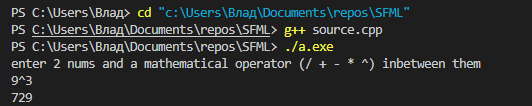 PS C:\Users\Влад> cd "c:\Users\Влад\Documents\repos\SFML"
PS C:\Users\Влад\Documents\repos\SFML> g++ source.cpp
PS C:\Users\Влад\Documents\repos\SFML> ./a.exe
enter 2 nums and a mathematical operator (/ + - * ^) inbetween them
9^3
729